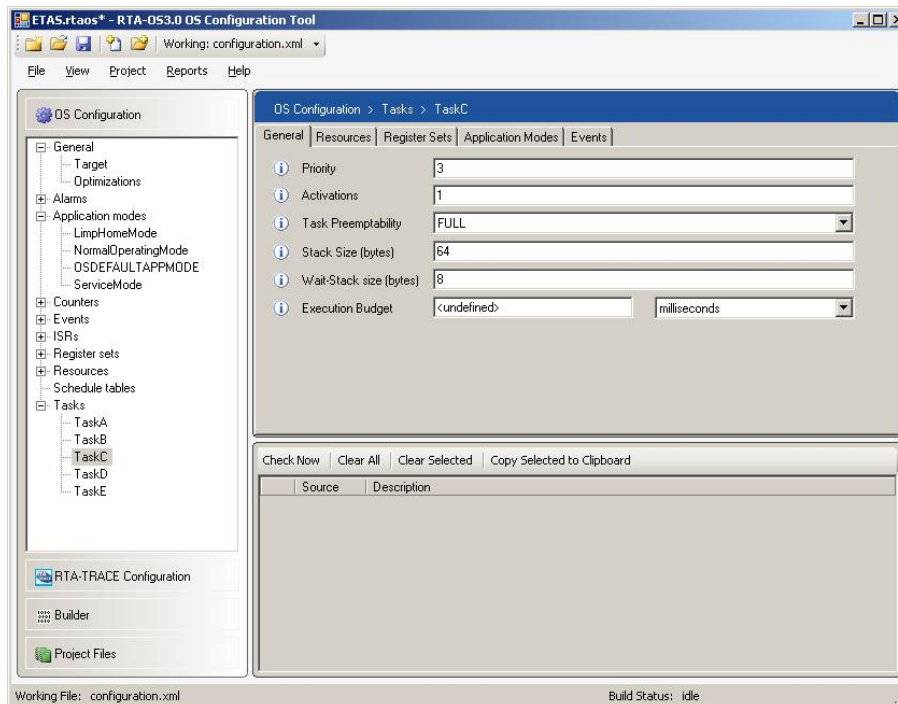 ETAS.rtaos* - RTA-OS3.0 OS Configuration Tool
Working: configuration.xml
File View Project Reports Help
OS Configuration
General
Target
Optimizations
Alarms
Application modes
LimpHomeMode
NormalOperatingMode
OSDEFAULTAPPMODE
ServiceMode
Counters
Events
ISRs
Register sets
Resources
Schedule tables
Tasks
TaskA
TaskB
TaskC
TaskD
TaskE
RTA-TRACE Configuration
Builder
Project Files
OS Configuration > Tasks > TaskC
General Resources Register Sets Application Modes Events
Priority 3
Activations 1
Task Preemptability FULL
Stack Size (bytes) 64
Wait-Stack size (bytes) 8
Execution Budget <undefined> milliseconds
Check Now Clear All Clear Selected Copy Selected to Clipboard
Source Description
Working File: configuration.xml Build Status: idle